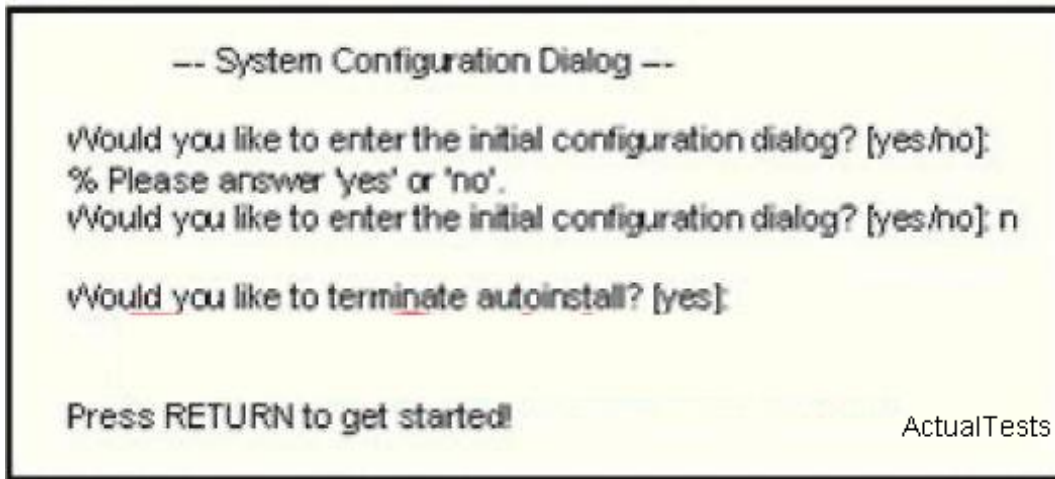 --- System Configuration Dialog ---
Would you like to enter the initial configuration dialog? [yes/no]:
% Please answer 'yes' or 'no'.
Would you like to enter the initial configuration dialog? [yes/no]: n
Would you like to terminate autoinstall? [yes]:
Press RETURN to get started!
ActualTests